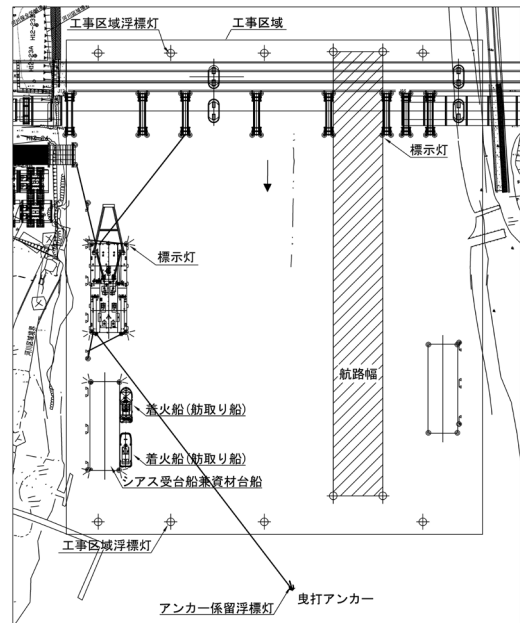 工事区域浮標灯
工事区域
標示灯
標示灯
航路幅
着火船(舫取り船)
着火船(舫取り船)
シアス受台船兼資材台船
工事区域浮標灯
アンカー係留浮標灯
曳打アンカー